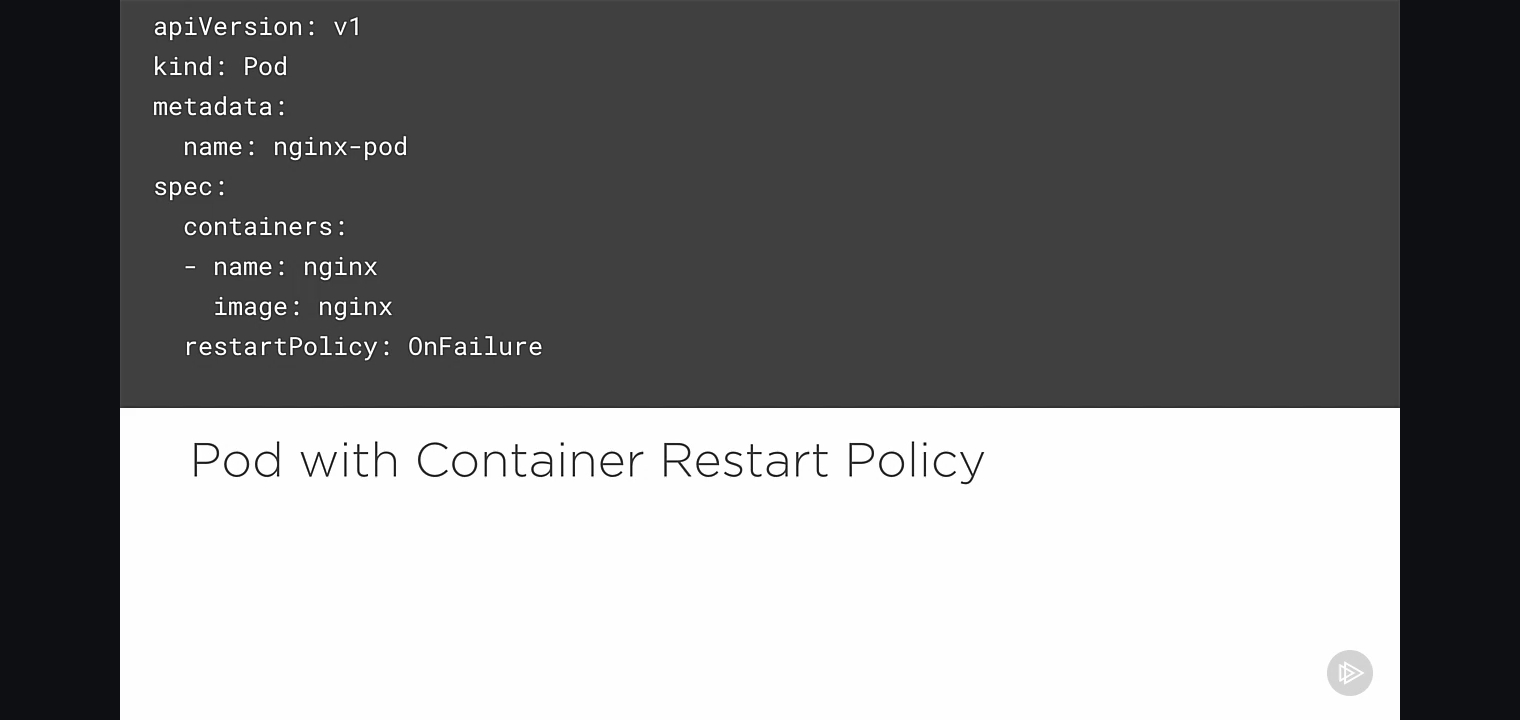 apiVersion: v1
kind: Pod
metadata:
  name: nginx-pod
spec:
  containers:
  - name: nginx
    image: nginx
  restartPolicy: OnFailure
Pod with Container Restart Policy